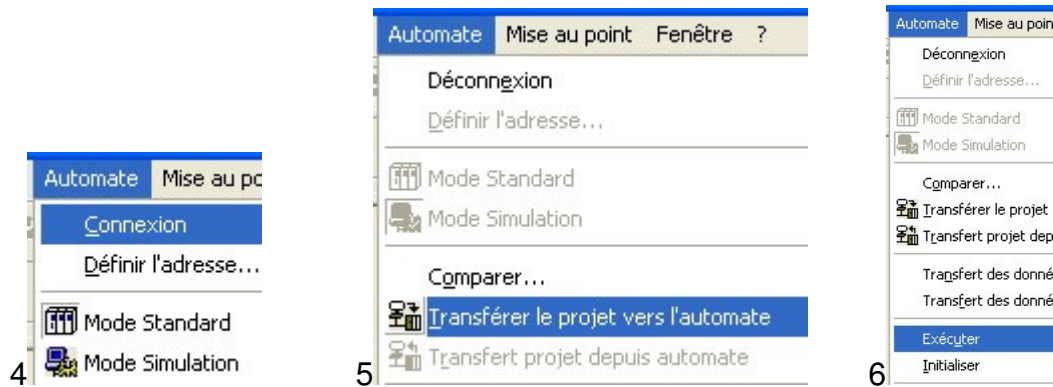 Automate Mise au po
Connexion
Définir l'adresse...
Mode Standard
Mode Simulation
4
Automate Mise au point Fenêtre ?
Déconnexion
Définir l'adresse...
Mode Standard
Mode Simulation
Comparer...
Transférer le projet vers l'automate
Transfert projet depuis automate
5
Automate Mise au poin
Déconnexion
Définir l'adresse...
Mode Standard
Mode Simulation
Comparer...
Transférer le projet
Transfert projet dep
Transfert des donné
Transfert des donné
Exécuter
Initialiser
6